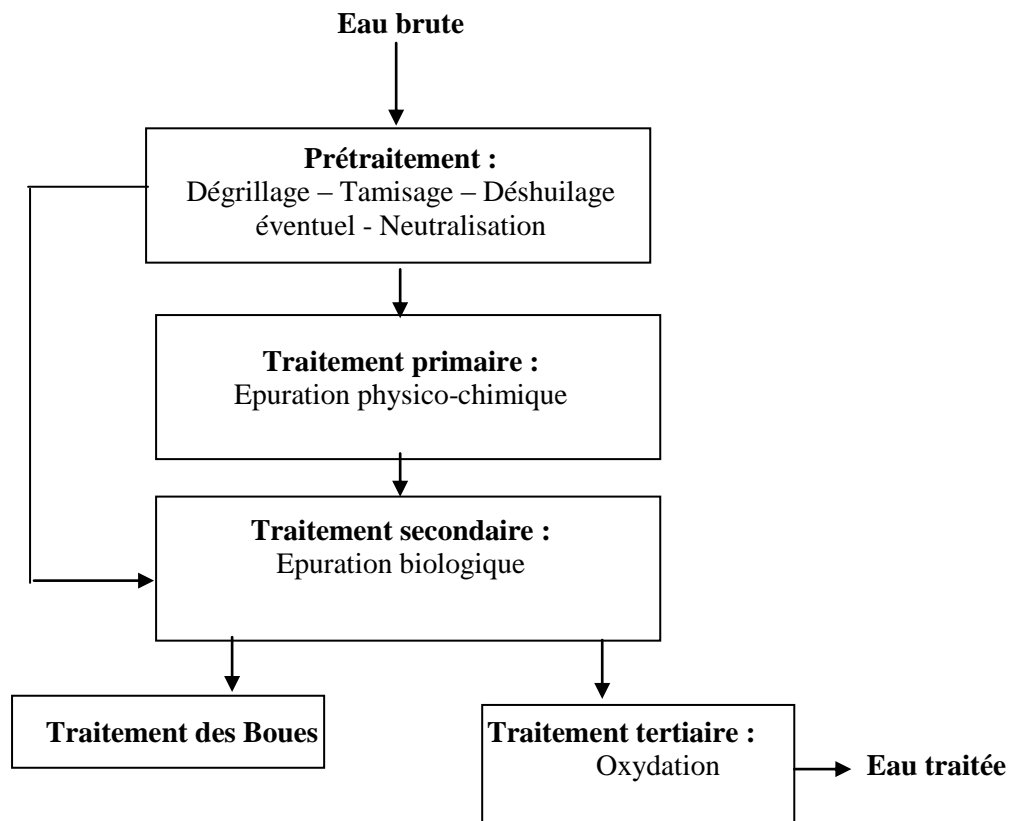 Eau brute
Prétraitement :
Dégrillage – Tamisage – Déshuilage
éventuel - Neutralisation
Traitement primaire :
Epuration physico-chimique
Traitement secondaire :
Epuration biologique
Traitement des Boues
Traitement tertiaire :
Oxydation
Eau traitée